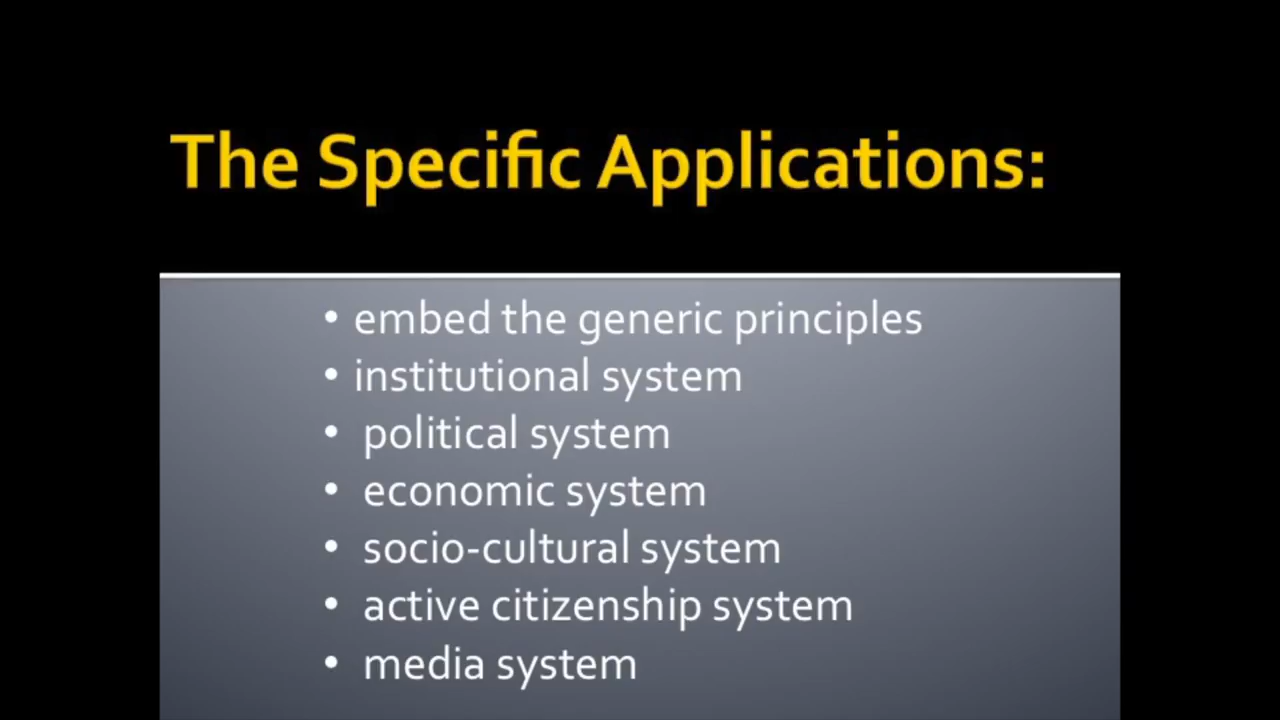 The Specific Applications:
• embed the generic principles
• institutional system
• political system
• economic system
• socio-cultural system
• active citizenship system
• media system